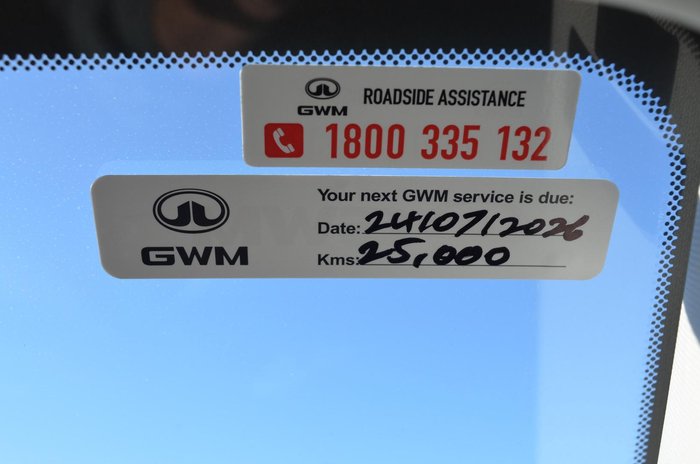 GWM
ROADSIDE ASSISTANCE
1800 335 132
GWM
Your next GWM service is due:
Date: 24/07/2026
Kms: 25,000